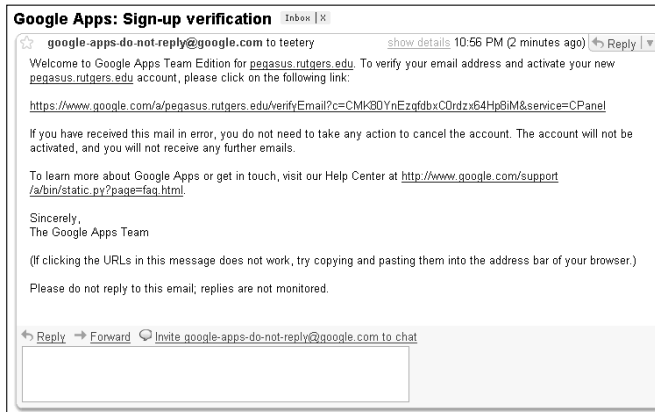 Google Apps: Sign-up verification Inbox | X
google-apps-do-not-reply@google.com to teetery show details 10:56 PM (2 minutes ago) Reply
Welcome to Google Apps Team Edition for pegasus.rutgers.edu. To verify your email address and activate your new
pegasus.rutgers.edu account, please click on the following link:
https://www.google.com/a/pegasus.rutgers.edu/verifyEmail?c=CMK80YnEzqfdbxC0rdzx64Hp8iM&service=CPanel
If you have received this mail in error, you do not need to take any action to cancel the account. The account will not be
activated, and you will not receive any further emails.
To learn more about Google Apps or get in touch, visit our Help Center at http://www.google.com/support
/a/bin/static.py?page=faq.html.
Sincerely,
The Google Apps Team
(If clicking the URLs in this message does not work, try copying and pasting them into the address bar of your browser.)
Please do not reply to this email; replies are not monitored.
Reply Forward Invite google-apps-do-not-reply@google.com to chat